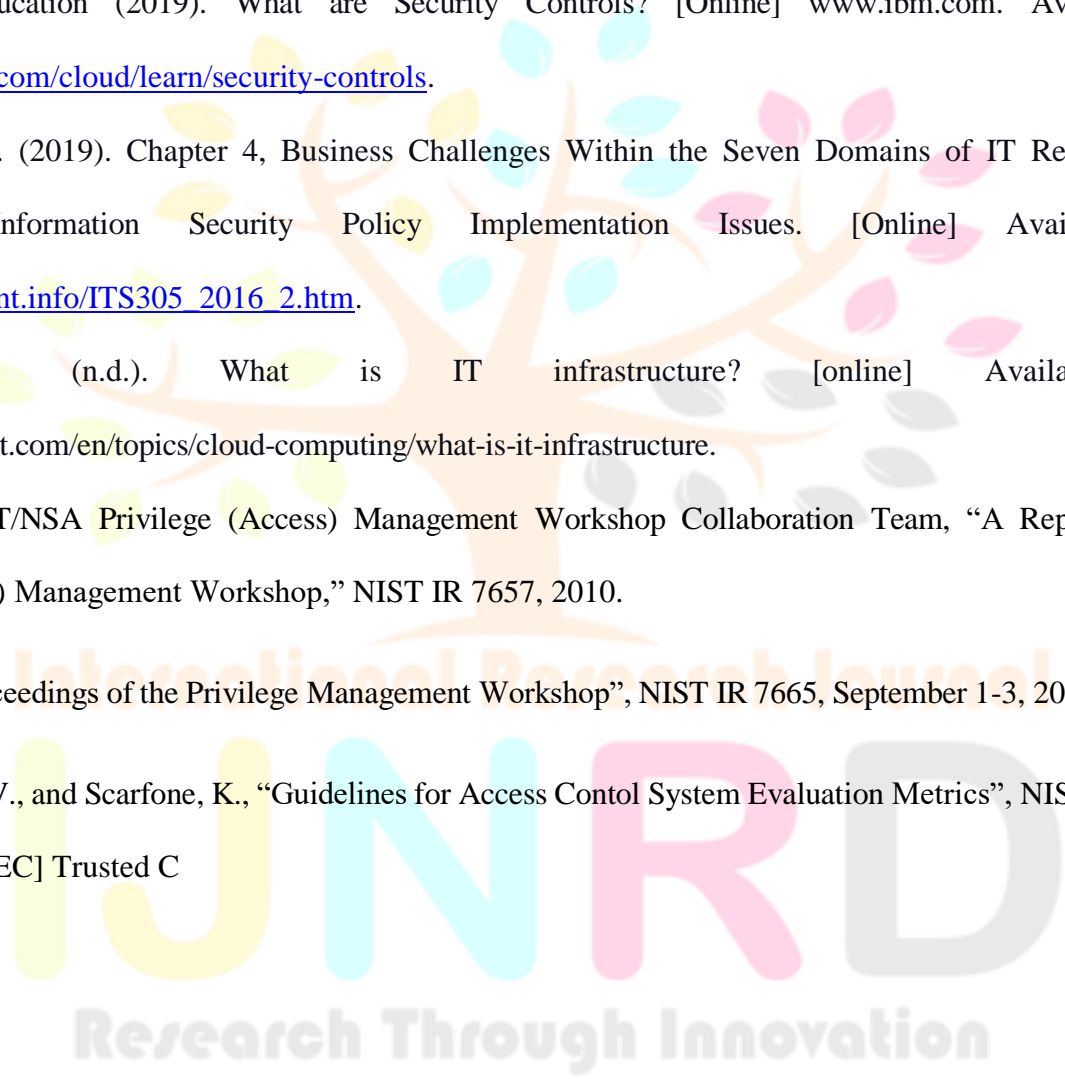 ucation (2019). What are Security Controls? [Online] www.ibm.com. Av
com/cloud/learn/security-controls.
. (2019). Chapter 4, Business Challenges Within the Seven Domains of IT Re
nformation Security Policy Implementation Issues. [Online] Avai
nt.info/ITS305_2016_2.htm.
(n.d.). What is IT infrastructure? [online] Availa
t.com/en/topics/cloud-computing/what-is-it-infrastructure.
T/NSA Privilege (Access) Management Workshop Collaboration Team, “A Rep
) Management Workshop,” NIST IR 7657, 2010.
International Research Journal
ceedings of the Privilege Management Workshop”, NIST IR 7665, September 1-3, 20
V., and Scarfone, K., “Guidelines for Access Contol System Evaluation Metrics”, NIS
EC] Trusted C
IJNRD
Research Through Innovation